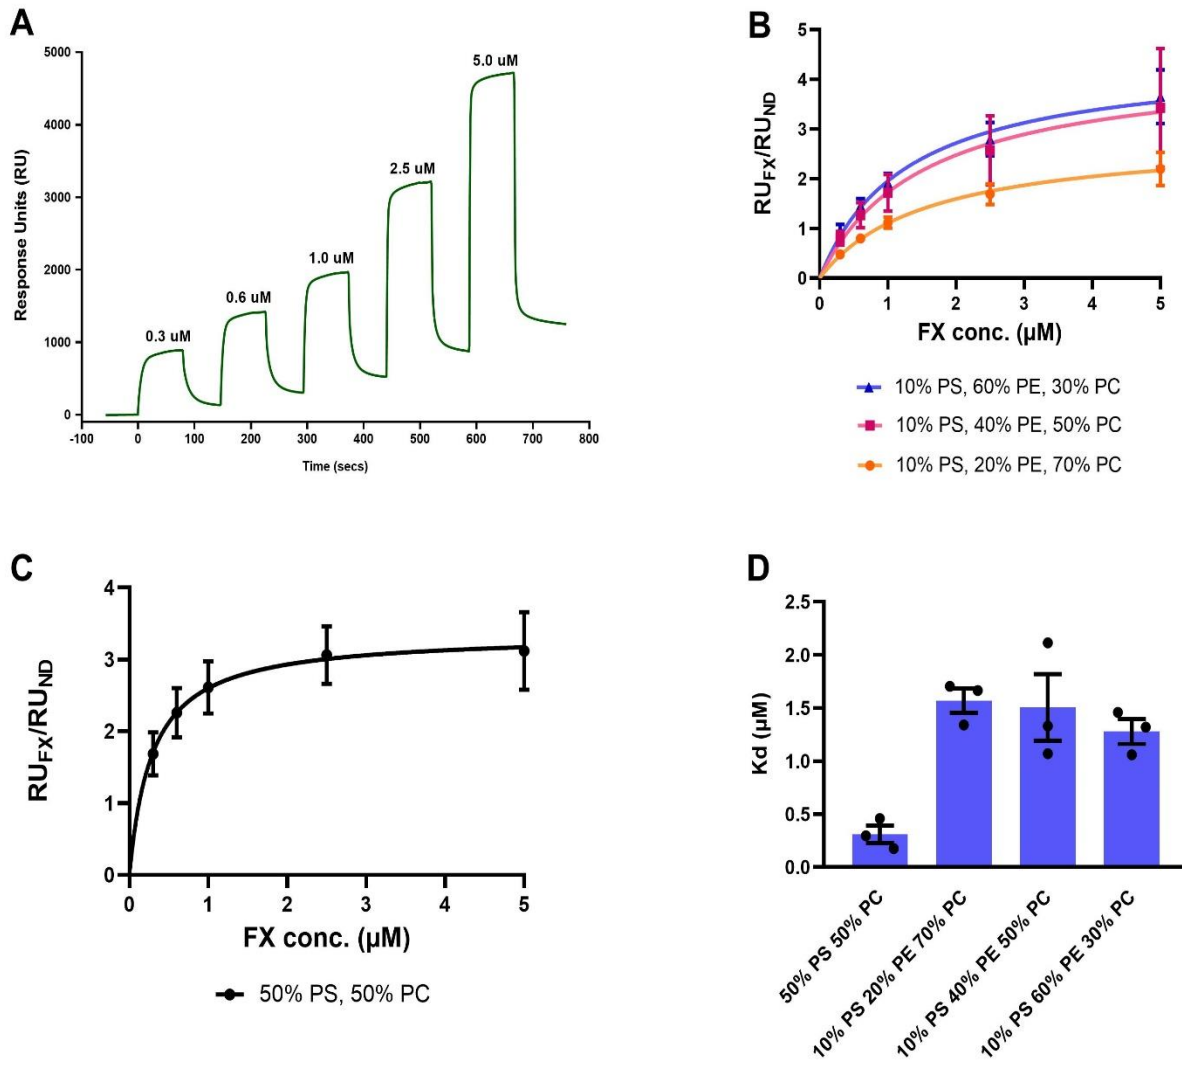 A
5000
4000
3000
2000
1000
0
Response Units (RU)
0.3 uM
0.6 uM
1.0 uM
2.5 uM
5.0 uM
-100 0 100 200 300 400 500 600 700 800
Time (secs)
B
5
4
3
2
1
0
RUFX/RUND
0 1 2 3 4 5
FX conc. (μM)
10% PS, 60% PE, 30% PC
10% PS, 40% PE, 50% PC
10% PS, 20% PE, 70% PC
C
4
3
2
1
0
RUFX/RUND
0 1 2 3 4 5
FX conc. (μM)
50% PS, 50% PC
D
2.5
2.0
1.5
1.0
0.5
0.0
Kd (μM)
50% PS 50% PC
10% PS 20% PE 70% PC
10% PS 40% PE 50% PC
10% PS 60% PE 30% PC